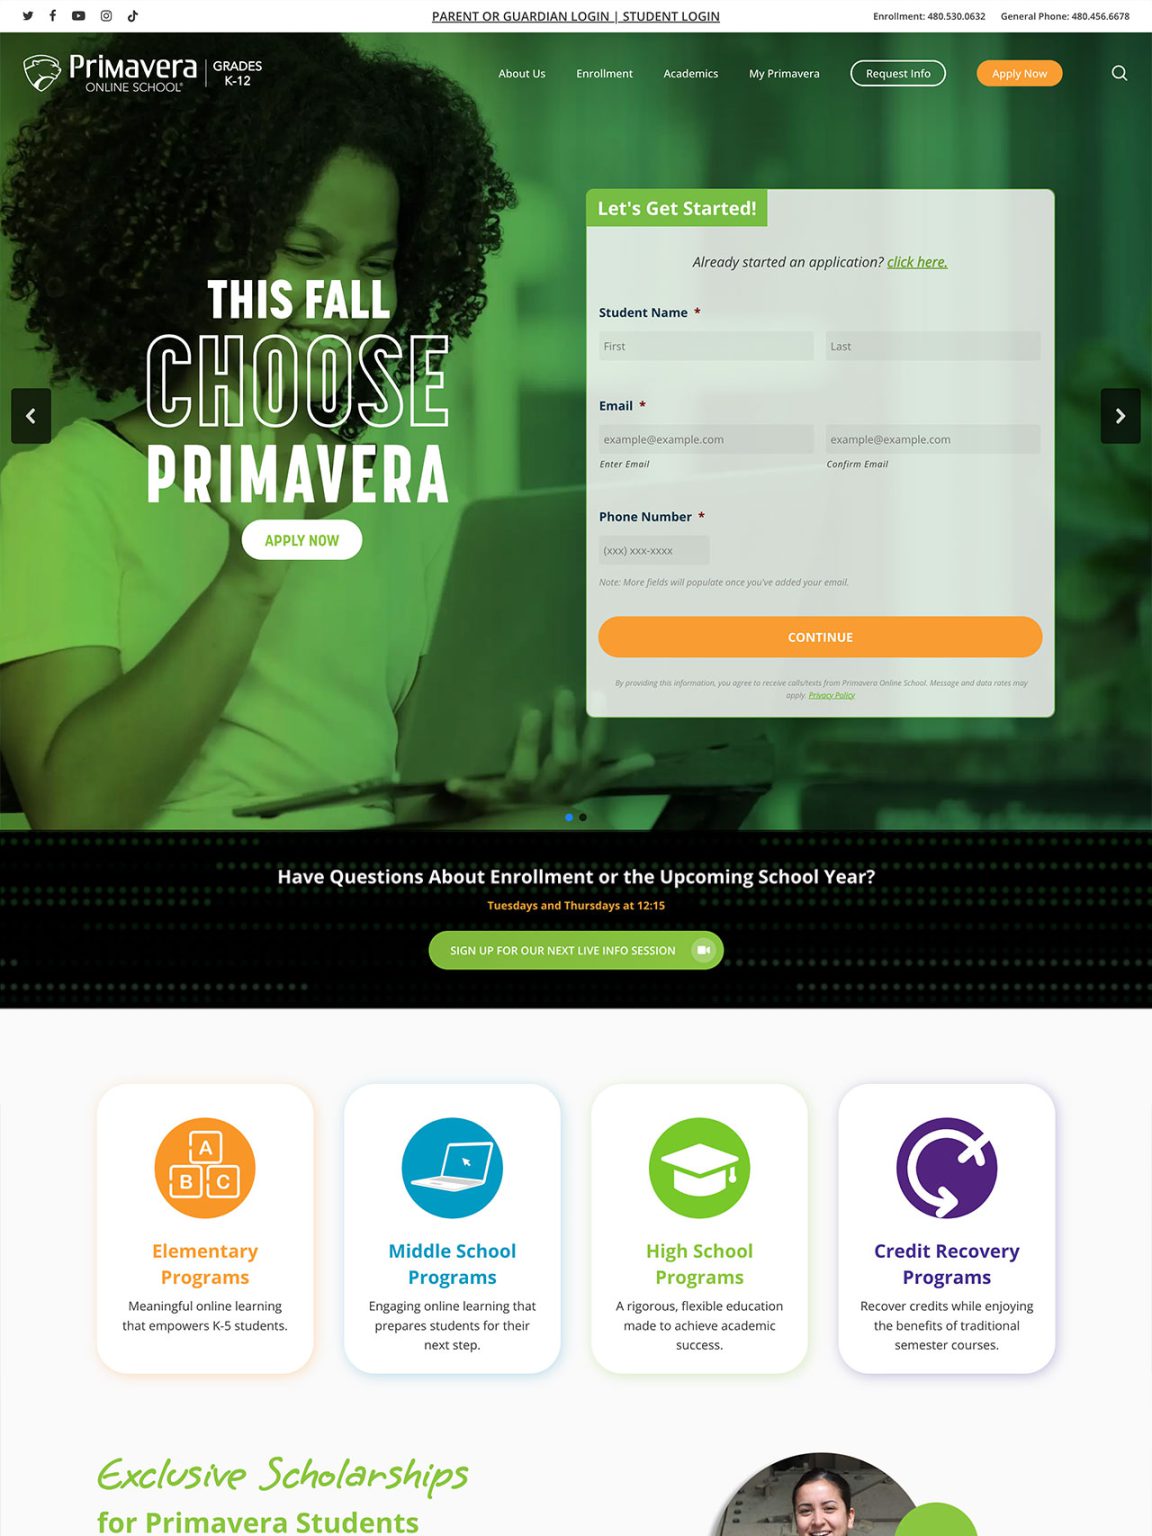 PARENT OR GUARDIAN LOGIN | STUDENT LOGIN
Enrollment: 480.530.0632 General Phone: 480.456.6678
Primavera
ONLINE SCHOOL®
GRADES
K-12
About Us Enrollment Academics My Primavera Request Info Apply Now
THIS FALL
CHOOSE
PRIMAVERA
APPLY NOW
Let's Get Started!
Already started an application? click here.
Student Name *
First Last
Email *
example@example.com example@example.com
Enter Email Confirm Email
Phone Number *
(xxx) xxx-xxxx
Note: More fields will populate once you've added your email.
CONTINUE
By providing this information, you agree to receive calls/texts from Primavera Online School. Message and data rates may
apply. Privacy Policy
Have Questions About Enrollment or the Upcoming School Year?
Tuesdays and Thursdays at 12:15
SIGN UP FOR OUR NEXT LIVE INFO SESSION
A
B C
Elementary
Programs
Meaningful online learning
that empowers K-5 students.
Middle School
Programs
Engaging online learning that
prepares students for their
next step.
High School
Programs
A rigorous, flexible education
made to achieve academic
success.
Credit Recovery
Programs
Recover credits while enjoying
the benefits of traditional
semester courses.
Exclusive Scholarships
for Primavera Students